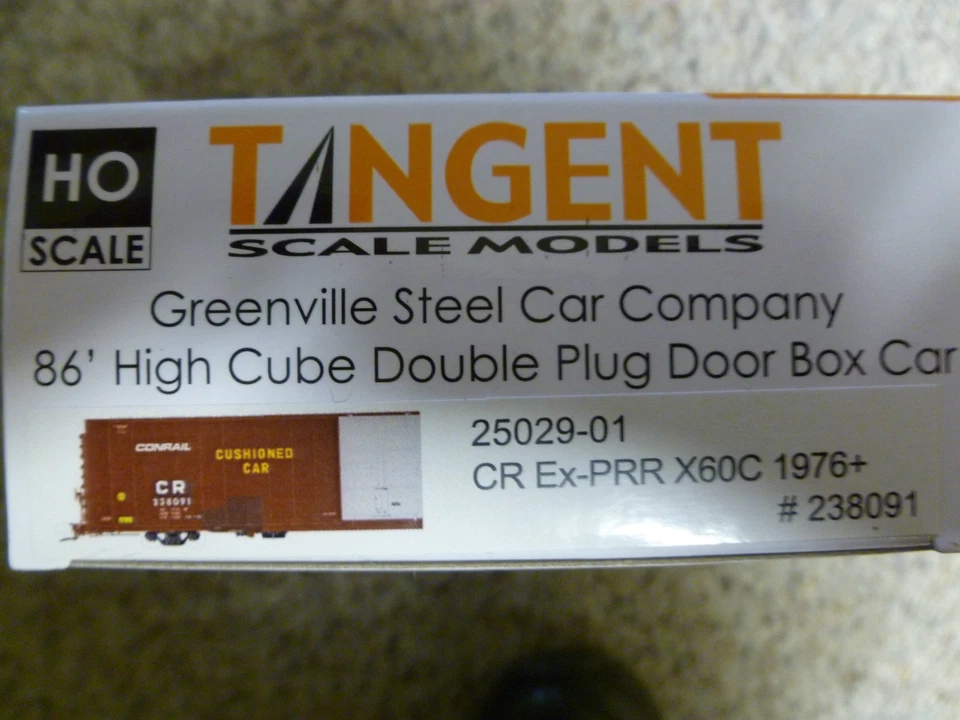 HO
SCALE
TANGENT
SCALE MODELS
Greenville Steel Car Company
86' High Cube Double Plug Door Box Car
25029-01
CR Ex-PRR X60C 1976+
# 238091
CONRAIL
CUSHIONED
CAR
CR
238091